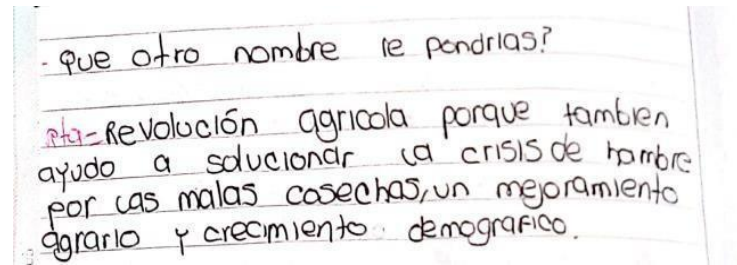 - Que otro nombre le pondrias?
rta-Revolución agricola porque tambien
ayudo a solucionar la crisis de hambre
por las malas cosechas, un mejoramiento
agrario y crecimiento demografico.